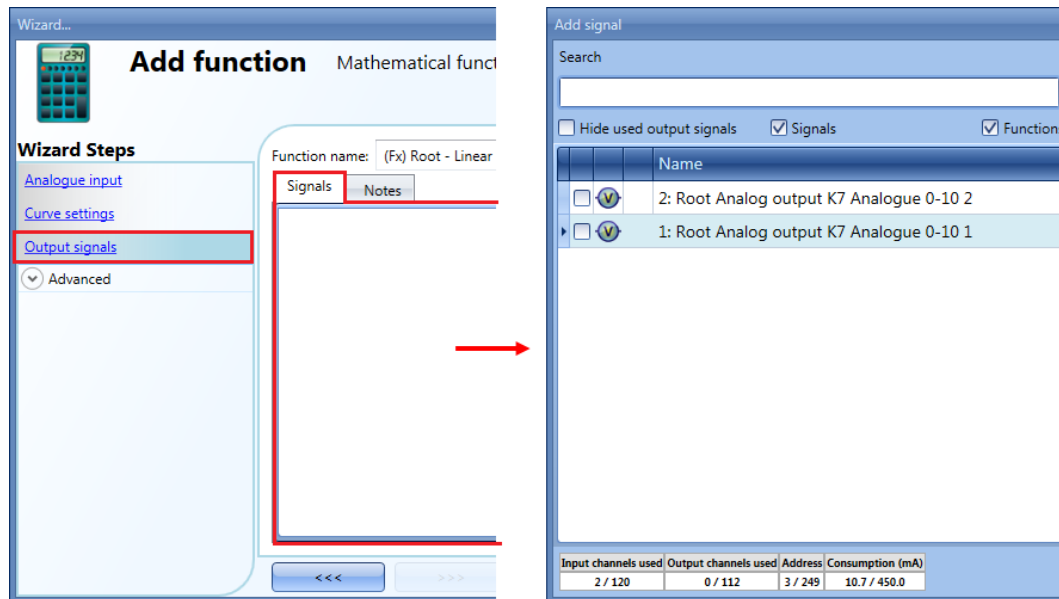 Wizard...
1234
Add function Mathematical funct
Wizard Steps
Analogue input
Curve settings
Output signals
Advanced
Function name: (Fx) Root - Linear
Signals Notes
<<< >>>
Add signal
Search
Hide used output signals Signals Function
Name
V 2: Root Analog output K7 Analogue 0-10 2
V 1: Root Analog output K7 Analogue 0-10 1
Input channels used Output channels used Address Consumption (mA)
2 / 120 0 / 112 3 / 249 10.7 / 450.0